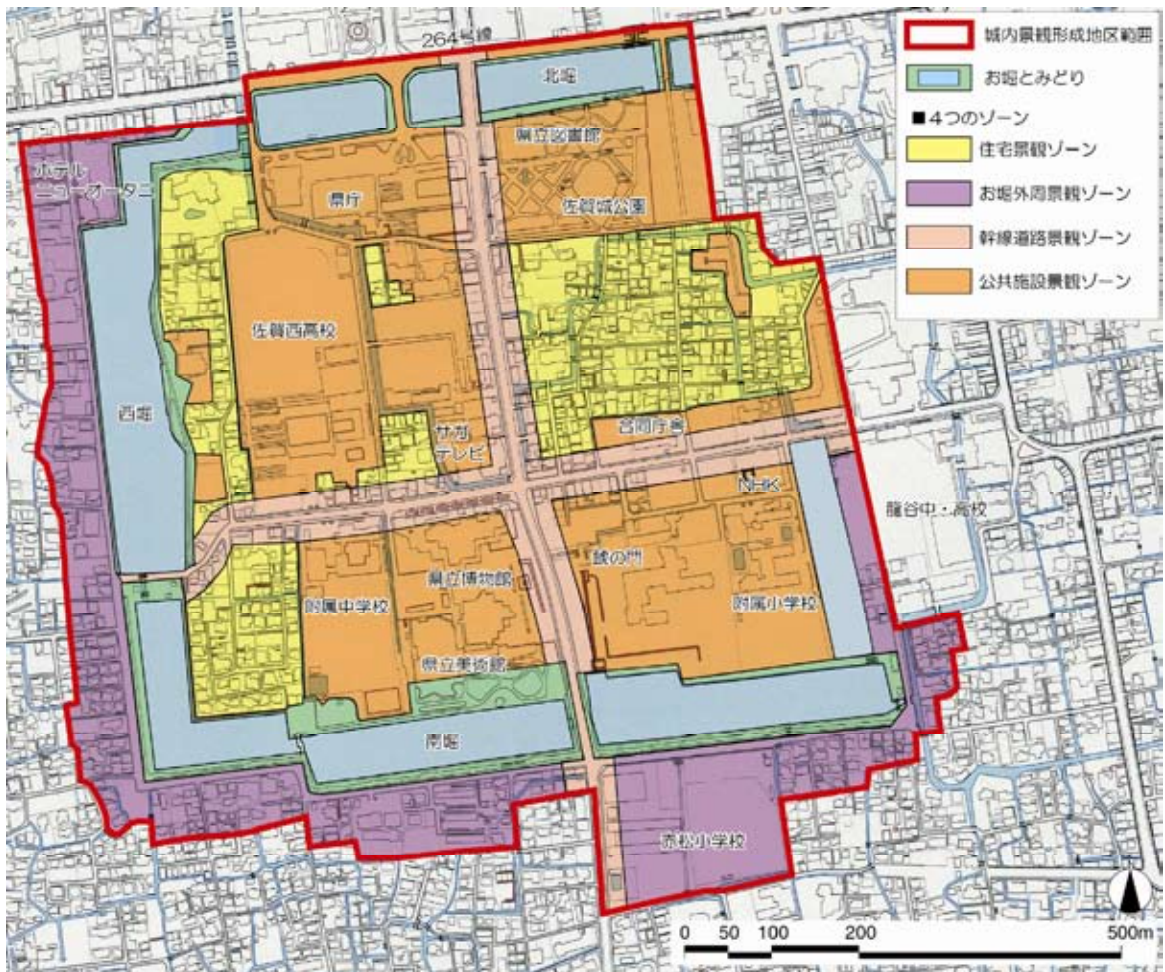 264号線
北堀
県立図書館
ホテル
ニューオータニ
県庁
佐賀城公園
佐賀西高校
西堀
サガ
テレビ
合同庁舎
NHK
龍谷中・高校
鯱の門
県立博物館
附属中学校
附属小学校
県立美術館
南堀
赤松小学校
城内景観形成地区範囲
お堀とみどり
■4つのゾーン
住宅景観ゾーン
お堀外周景観ゾーン
幹線道路景観ゾーン
公共施設景観ゾーン
0 50 100 200 500m